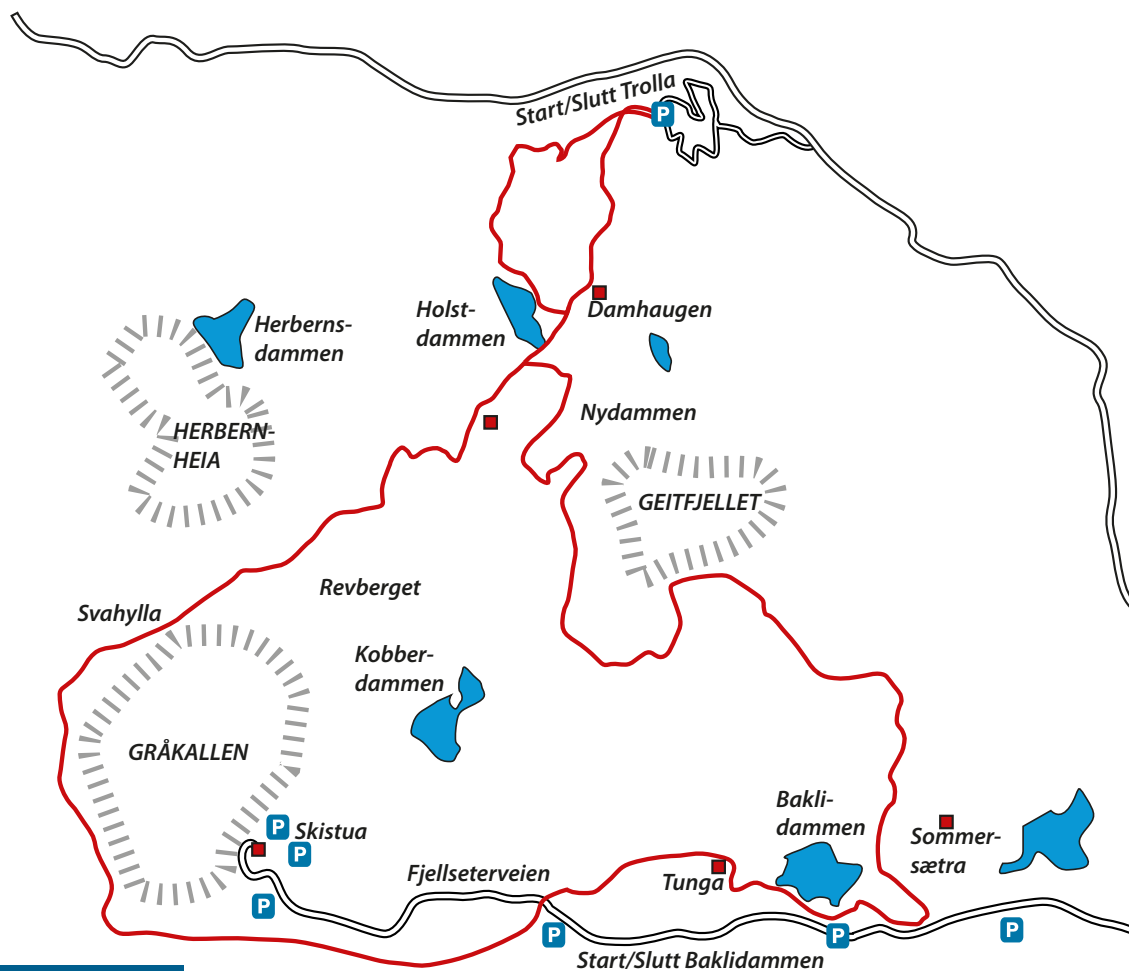 Start/Slutt Trolla
P
Holst-
dammen
Damhaugen
Herberns-
dammen
Nydammen
HERBERN-
HEIA
GEITFJELLET
Revberget
Svahylla
Kobber-
dammen
GRÅKALLEN
Bakli-
dammen
P
Skistua
P
Sommer-
sætra
Fjellseterveien
Tunga
P
P
P
P
Start/Slutt Baklidammen